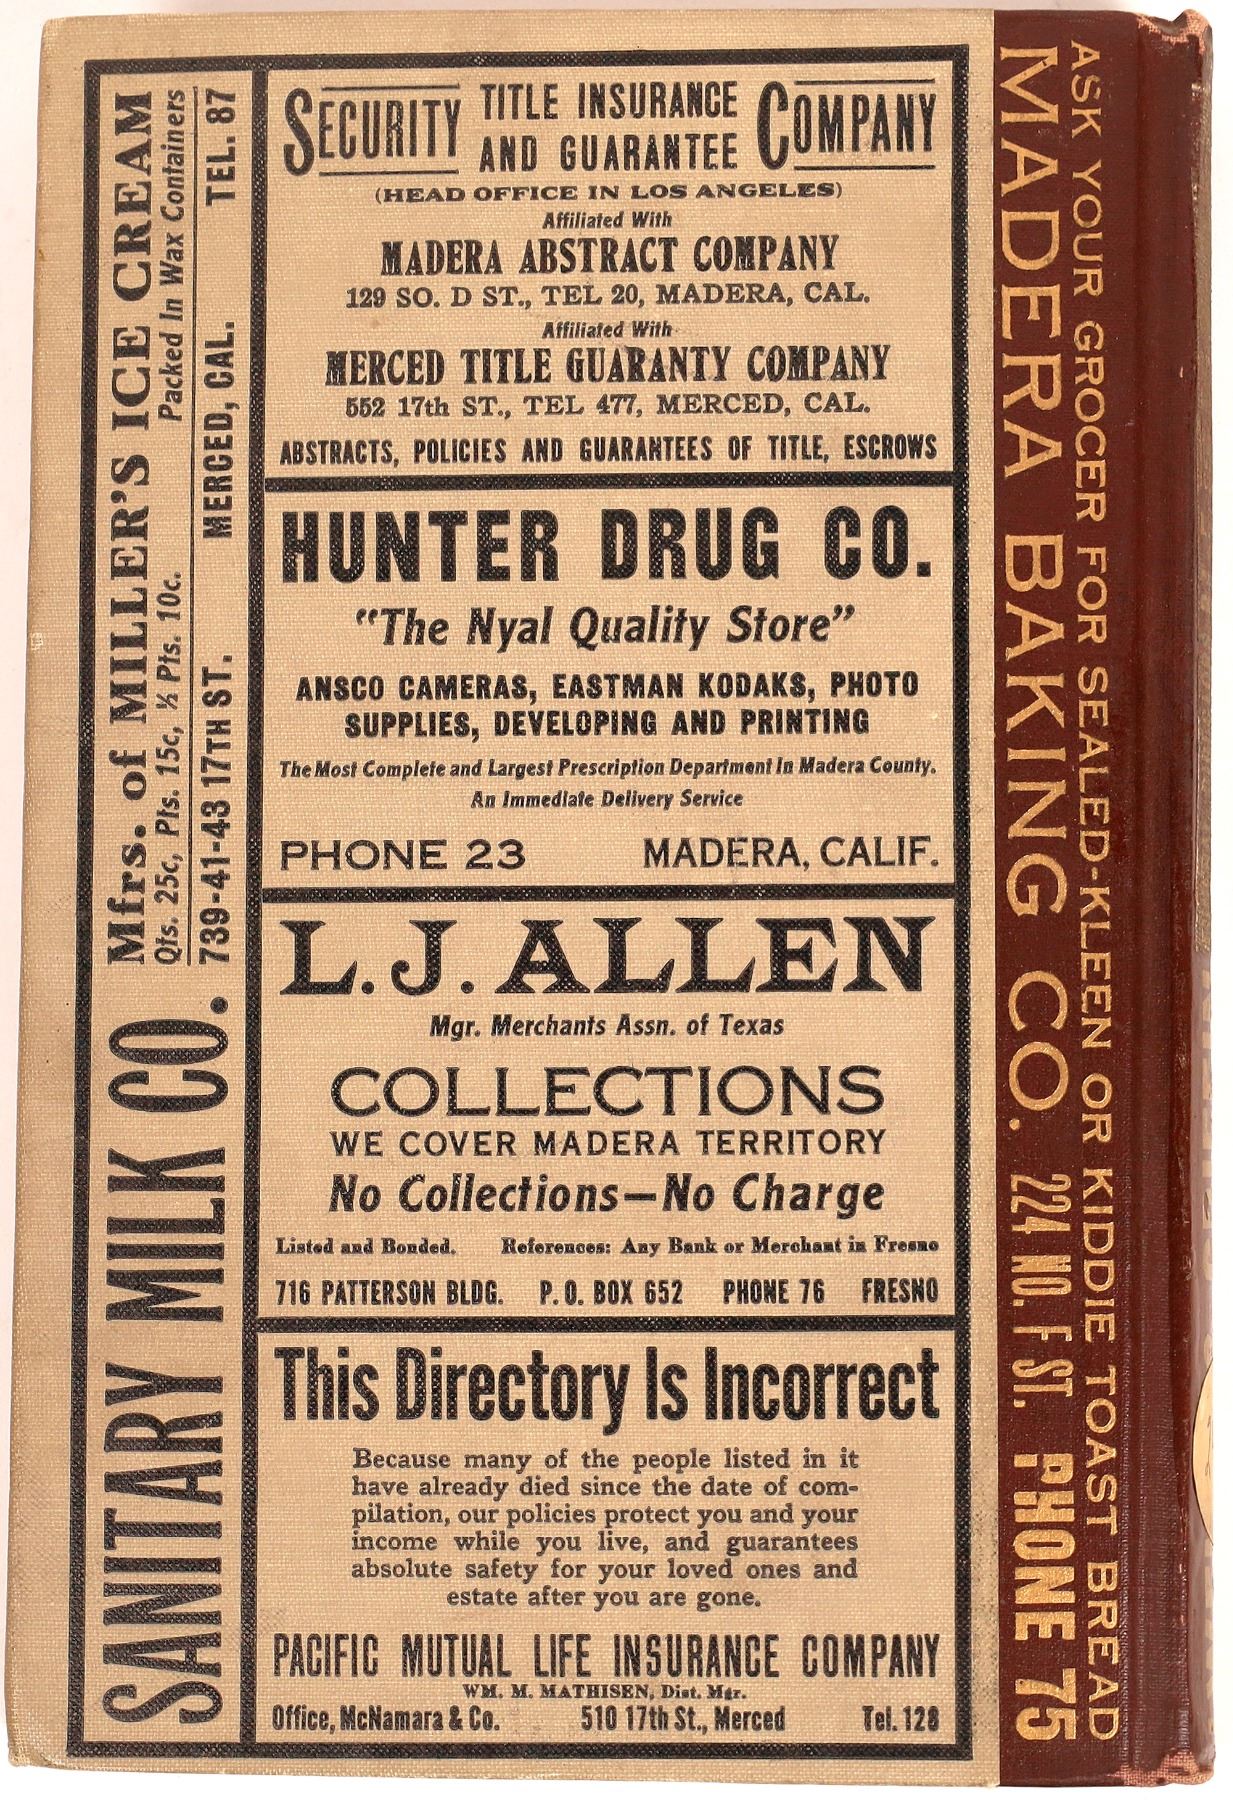 SECURITY TITLE INSURANCE AND GUARANTEE COMPANY
(HEAD OFFICE IN LOS ANGELES)
Affiliated With
MADERA ABSTRACT COMPANY
129 SO. D ST., TEL 20, MADERA, CAL.
Affiliated With
MERCED TITLE GUARANTY COMPANY
552 17th ST., TEL 477, MERCED, CAL.
ABSTRACTS, POLICIES AND GUARANTEES OF TITLE, ESCROWS
HUNTER DRUG CO.
"The Nyal Quality Store"
ANSCO CAMERAS, EASTMAN KODAKS, PHOTO
SUPPLIES, DEVELOPING AND PRINTING
The Most Complete and Largest Prescription Department In Madera County.
An Immediate Delivery Service
PHONE 23 MADERA, CALIF.
L. J. ALLEN
Mgr. Merchants Assn. of Texas
COLLECTIONS
WE COVER MADERA TERRITORY
No Collections—No Charge
Listed and Bonded. References: Any Bank or Merchant in Fresno
716 PATTERSON BLDG. P. O. BOX 652 PHONE 76 FRESNO
This Directory Is Incorrect
Because many of the people listed in it
have already died since the date of com-
pilation, our policies protect you and your
income while you live, and guarantees
absolute safety for your loved ones and
estate after you are gone.
PACIFIC MUTUAL LIFE INSURANCE COMPANY
WM. M. MATHISEN, Dist. Mgr.
Office, McNamara & Co. 510 17th St., Merced Tel. 128
SANITARY MILK CO.
Mfrs. of MILLER'S ICE CREAM
Qts. 25c, Pts. 15c, ½ Pts. 10c. Packed In Wax Containers
739-41-43 17TH ST. MERCED, CAL. TEL. 87
ASK YOUR GROCER FOR SEALED-KLEEN OR KIDDIE TOAST BREAD
MADERA BAKING CO. 224 NO. F ST. PHONE 75